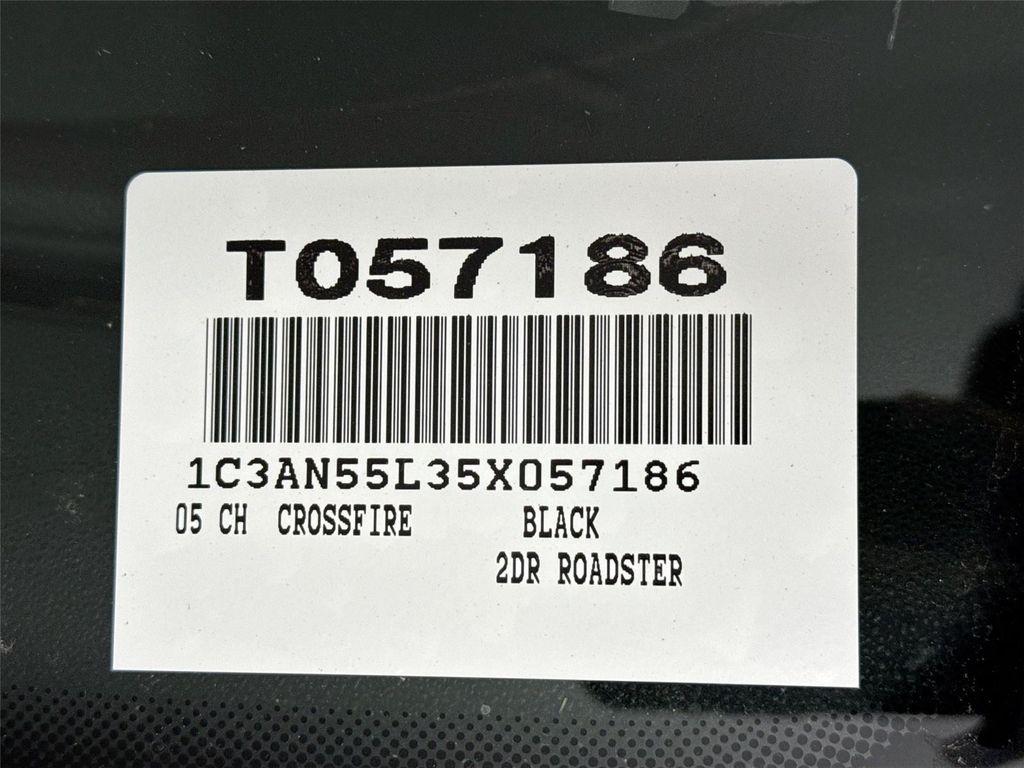 T057186
1C3AN55L35X057186
05 CH CROSSFIRE BLACK
2DR ROADSTER